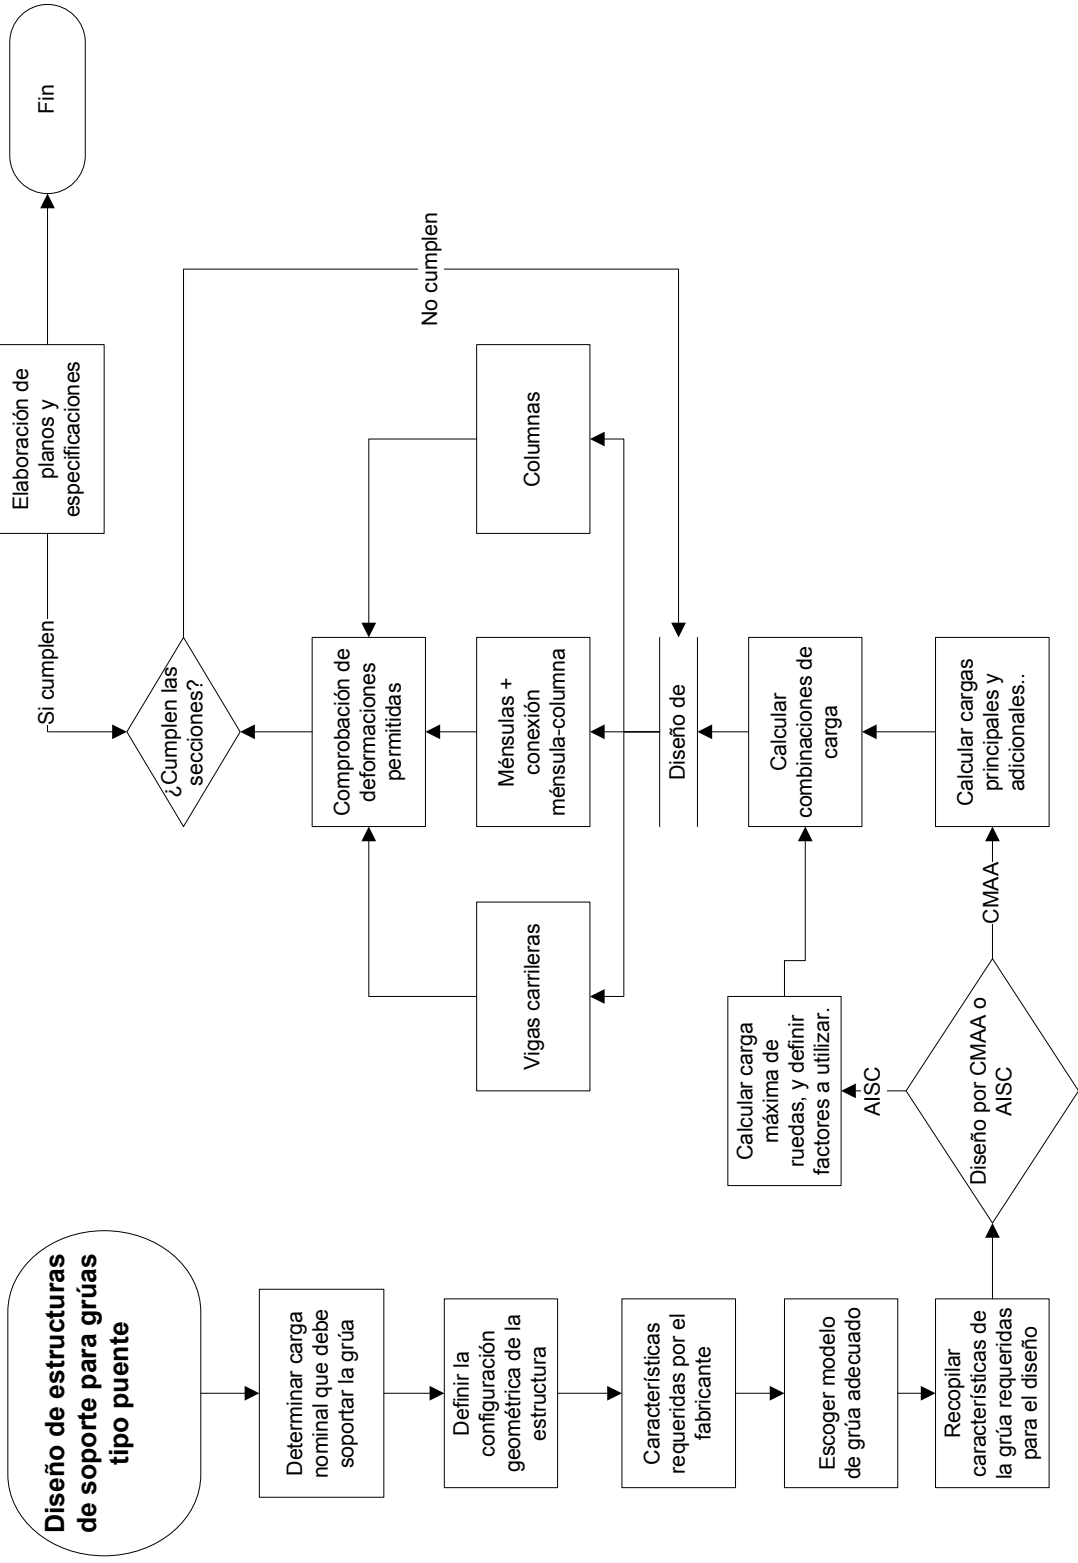 Diseño de estructuras
de soporte para grúas
tipo puente
Determinar carga
nominal que debe
soportar la grúa
Definir la
configuración
geométrica de la
estructura
Características
requeridas por el
fabricante
Escoger modelo
de grúa adecuado
Recopilar
características de
la grúa requeridas
para el diseño
Diseño por CMAA o
AISC
AISC
CMAA
Calcular carga
máxima de
ruedas, y definir
factores a utilizar.
Calcular cargas
principales y
adicionales..
Calcular
combinaciones de
carga
Diseño de
Vigas carrileras
Ménsulas +
conexión
ménsula-columna
Columnas
Comprobación de
deformaciones
permitidas
¿Cumplen las
secciones?
No cumplen
Si cumplen
Elaboración de
planos y
especificaciones
Fin